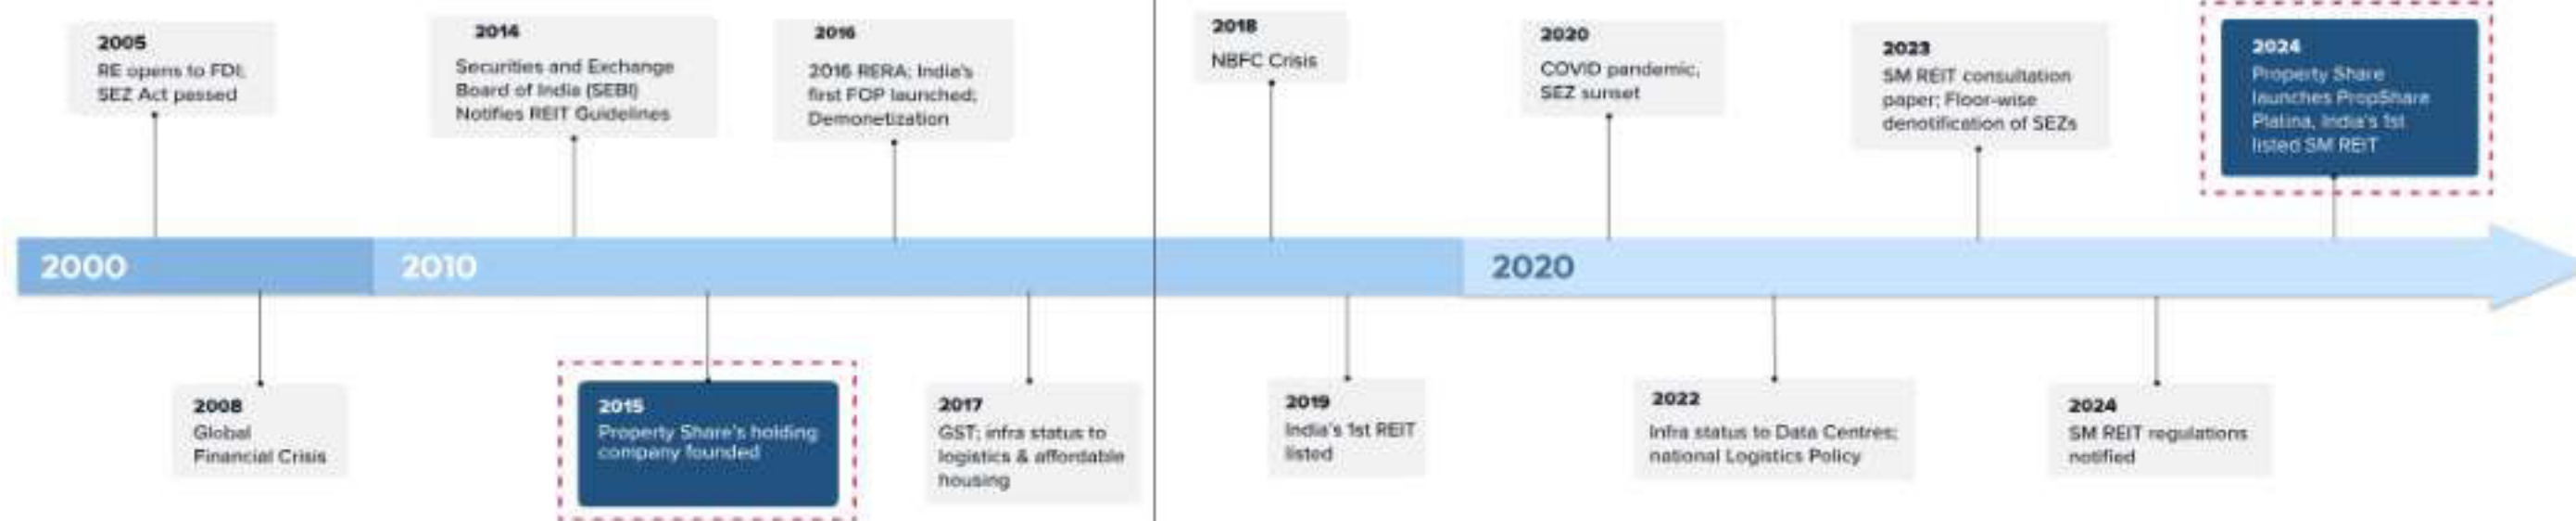 2005
RE opens to FDI;
SEZ Act passed
2014
Securities and Exchange
Board of India (SEBI)
Notifies REIT Guidelines
2016
2016 RERA; India's
first FOP launched;
Demonetization
2018
NBFC Crisis
2020
COVID pandemic,
SEZ sunset
2023
SM REIT consultation
paper; Floor-wise
denotification of SEZs
2024
Property Share
launches PropShare
Platina, India's 1st
listed SM REIT
2000
2010
2020
2008
Global
Financial Crisis
2015
Property Share's holding
company founded
2017
GST; infra status to
logistics & affordable
housing
2019
India's 1st REIT
listed
2022
Infra status to Data Centres;
national Logistics Policy
2024
SM REIT regulations
notified